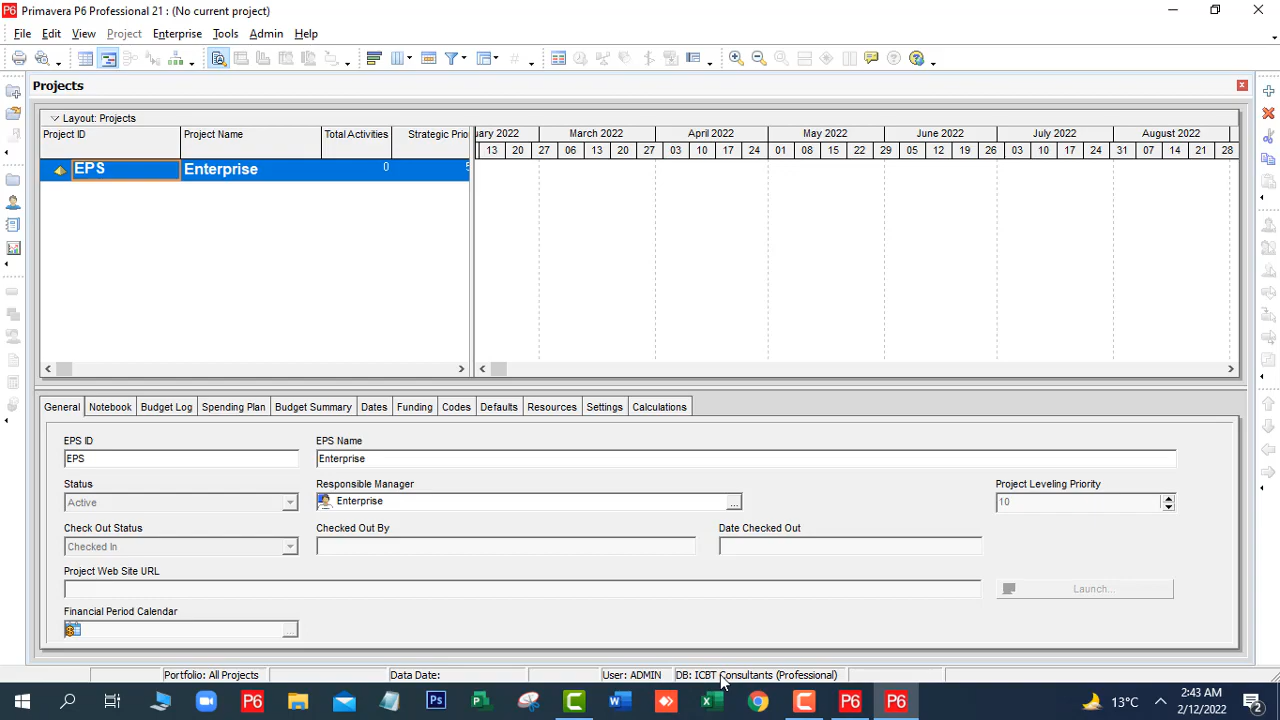 P6 Primavera P6 Professional 21 : (No current project)
File Edit View Project Enterprise Tools Admin Help
Projects
Layout: Projects
Project ID Project Name Total Activities Strategic Prio
uary 2022 March 2022 April 2022 May 2022 June 2022 July 2022 August 2022
13 20 27 06 13 20 27 03 10 17 24 01 08 15 22 29 05 12 19 26 03 10 17 24 31 07 14 21 28
EPS Enterprise 0 5
General Notebook Budget Log Spending Plan Budget Summary Dates Funding Codes Defaults Resources Settings Calculations
EPS ID EPS Name
EPS Enterprise
Status Responsible Manager Project Leveling Priority
Active Enterprise ... 10
Check Out Status Checked Out By Date Checked Out
Checked In
Project Web Site URL
Launch...
Financial Period Calendar
...
Portfolio: All Projects Data Date: User: ADMIN DB: ICBT Consultants (Professional)
P6 Ps P W X P6 P6 13°C 2:43 AM
2/12/2022 2